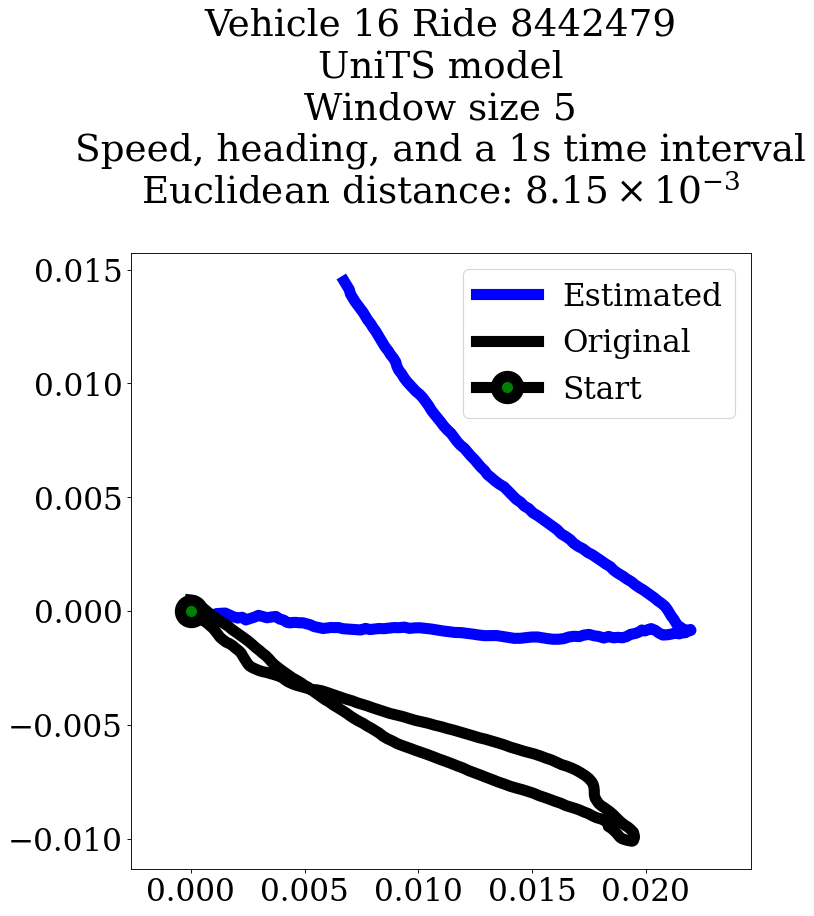 Vehicle 16 Ride 8442479
UniTS model
Window size 5
Speed, heading, and a 1s time interval
Euclidean distance: 8.15 × 10⁻³
0.015
0.010
0.005
0.000
−0.005
−0.010
Estimated
Original
Start
0.000 0.005 0.010 0.015 0.020